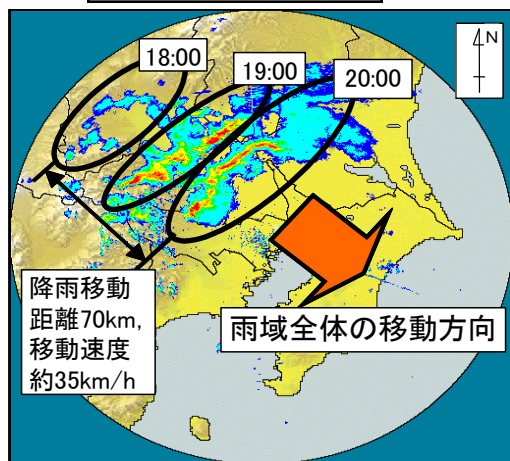 18:00
19:00
20:00
N
降雨移動
距離70km,
移動速度
約35km/h
雨域全体の移動方向